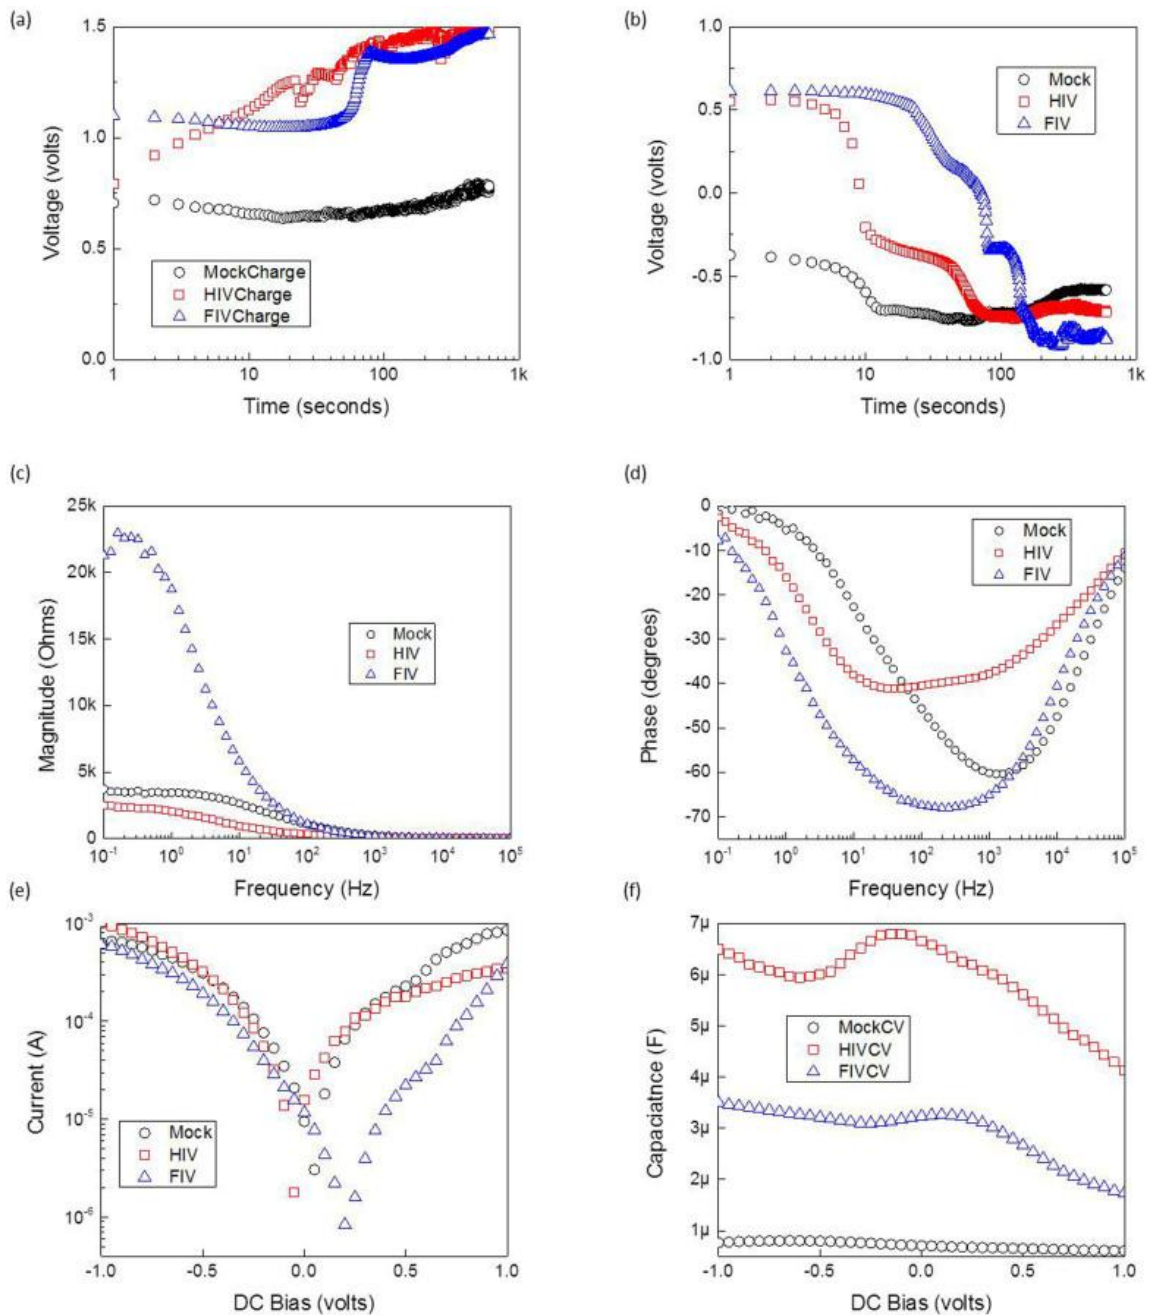 (a)
1.5
1.0
0.5
0.0
Voltage (volts)
MockCharge
HIVCharge
FIVCharge
1 10 100 1k
Time (seconds)
(b)
1.0
0.5
0.0
-0.5
-1.0
Voltage (volts)
Mock
HIV
FIV
1 10 100 1k
Time (seconds)
(c)
25k
20k
15k
10k
5k
0
Magnitude (Ohms)
Mock
HIV
FIV
10⁻¹ 10⁰ 10¹ 10² 10³ 10⁴ 10⁵
Frequency (Hz)
(d)
0
-10
-20
-30
-40
-50
-60
-70
Phase (degrees)
Mock
HIV
FIV
10⁻¹ 10⁰ 10¹ 10² 10³ 10⁴ 10⁵
Frequency (Hz)
(e)
10⁻³
10⁻⁴
10⁻⁵
10⁻⁶
Current (A)
Mock
HIV
FIV
-1.0 -0.5 0.0 0.5 1.0
DC Bias (volts)
(f)
7µ
6µ
5µ
4µ
3µ
2µ
1µ
Capaciatnce (F)
MockCV
HIVCV
FIVCV
-1.0 -0.5 0.0 0.5 1.0
DC Bias (volts)